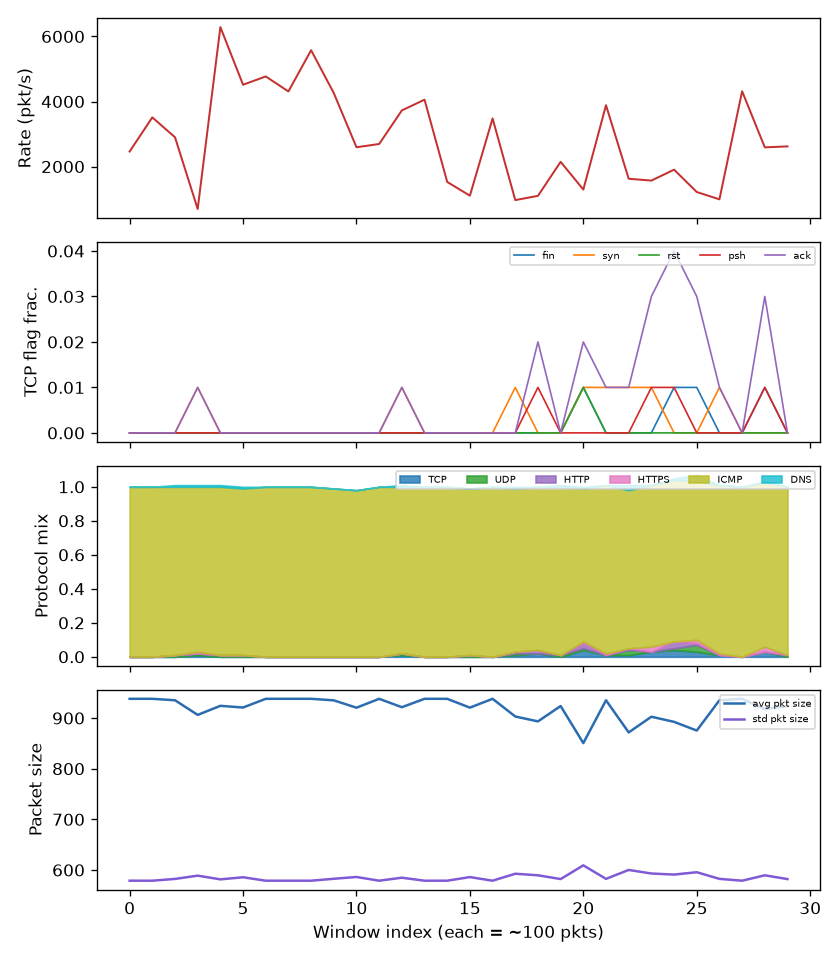 6000
4000
2000
Rate (pkt/s)
0.04
0.03
0.02
0.01
0.00
TCP flag frac.
fin syn rst psh ack
1.0
0.8
0.6
0.4
0.2
0.0
Protocol mix
TCP UDP HTTP HTTPS ICMP DNS
900
800
700
600
Packet size
avg pkt size
std pkt size
0 5 10 15 20 25 30
Window index (each = ~100 pkts)